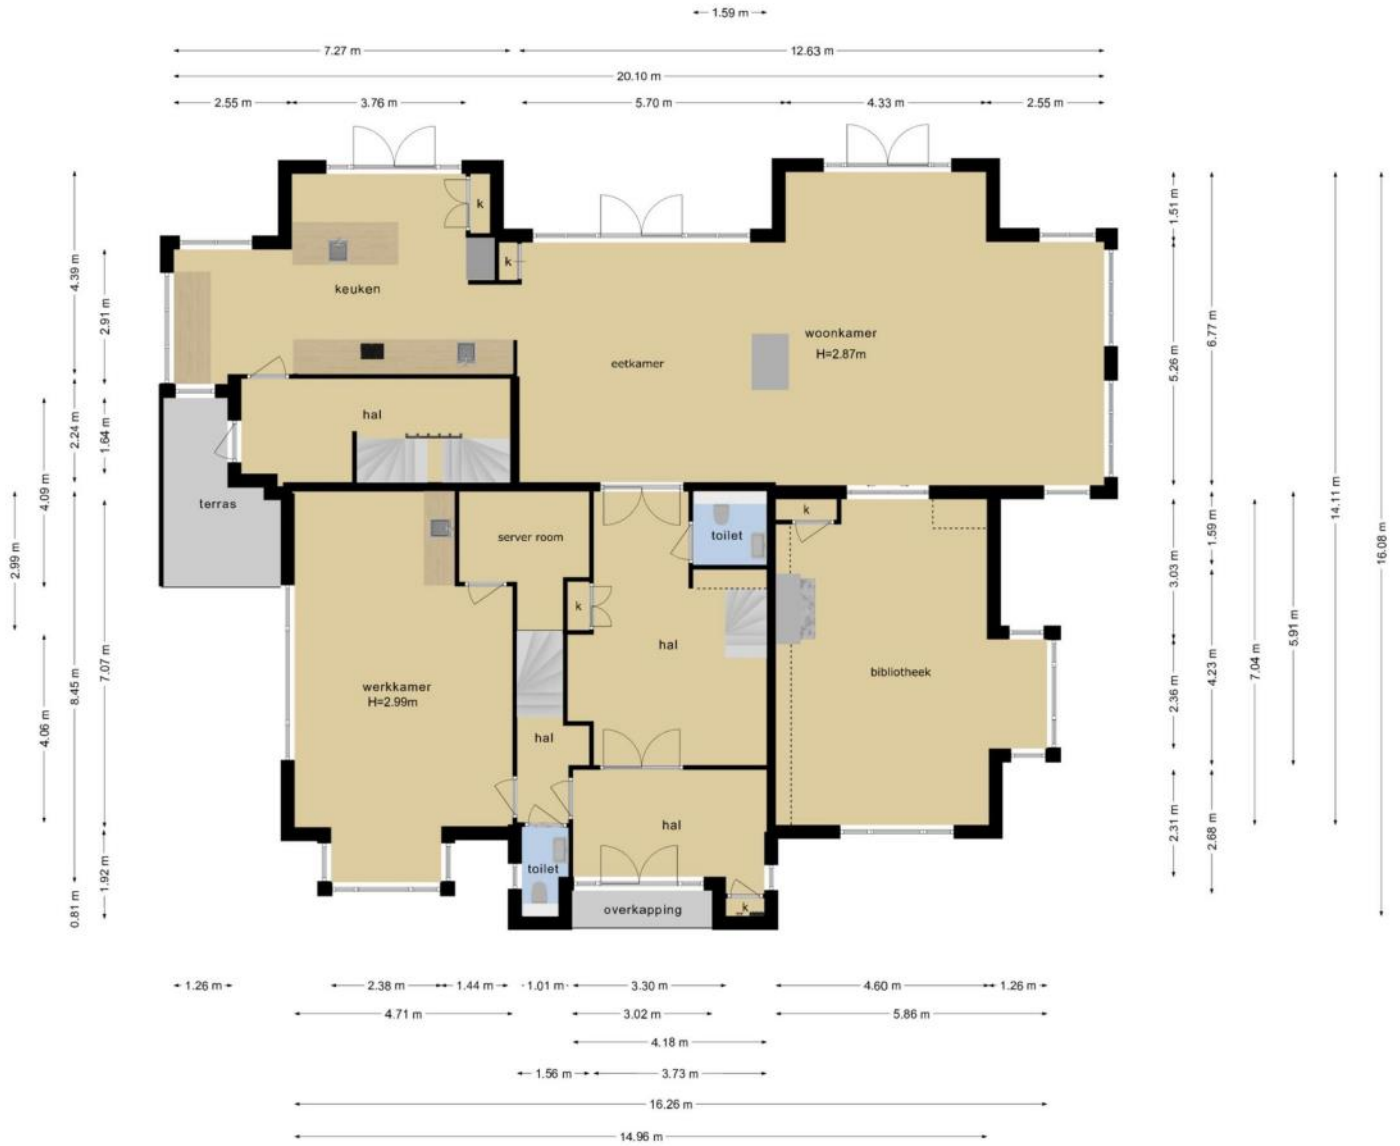 1.59 m
7.27 m
12.63 m
20.10 m
2.55 m
3.76 m
5.70 m
4.33 m
2.55 m
k
k
keuken
eetkamer
woonkamer
H=2.87m
hal
terras
server room
toilet
k
k
hal
bibliotheek
werkkamer
H=2.99m
hal
hal
toilet
overkapping
k
2.99 m
4.09 m
4.06 m
4.39 m
2.24 m
8.45 m
0.81 m
2.91 m
1.64 m
7.07 m
1.92 m
1.51 m
5.26 m
3.03 m
2.36 m
2.31 m
6.77 m
1.59 m
4.23 m
2.68 m
7.04 m
5.91 m
14.11 m
16.08 m
1.26 m
2.38 m
1.44 m
1.01 m
3.30 m
4.60 m
1.26 m
4.71 m
3.02 m
5.86 m
4.18 m
1.56 m
3.73 m
16.26 m
14.96 m